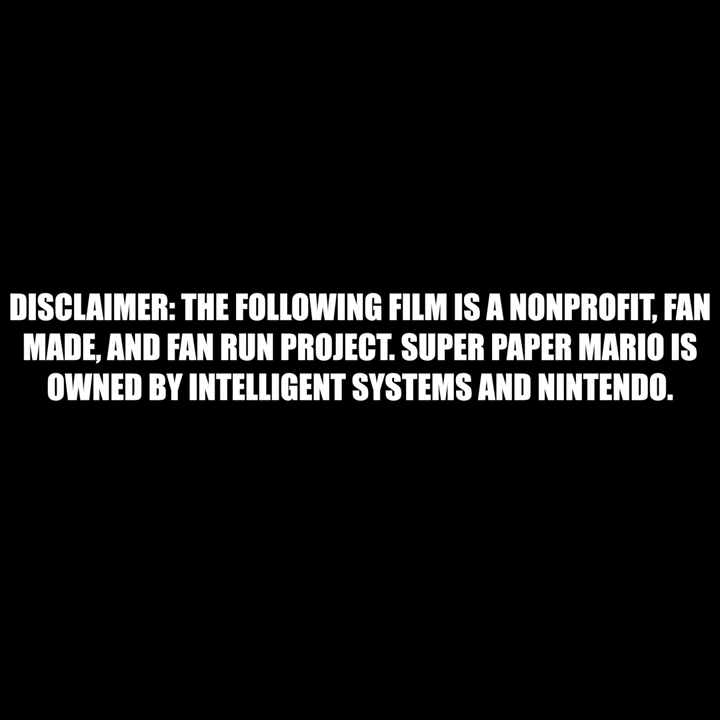 DISCLAIMER: THE FOLLOWING FILM IS A NONPROFIT, FAN
MADE, AND FAN RUN PROJECT. SUPER PAPER MARIO IS
OWNED BY INTELLIGENT SYSTEMS AND NINTENDO.